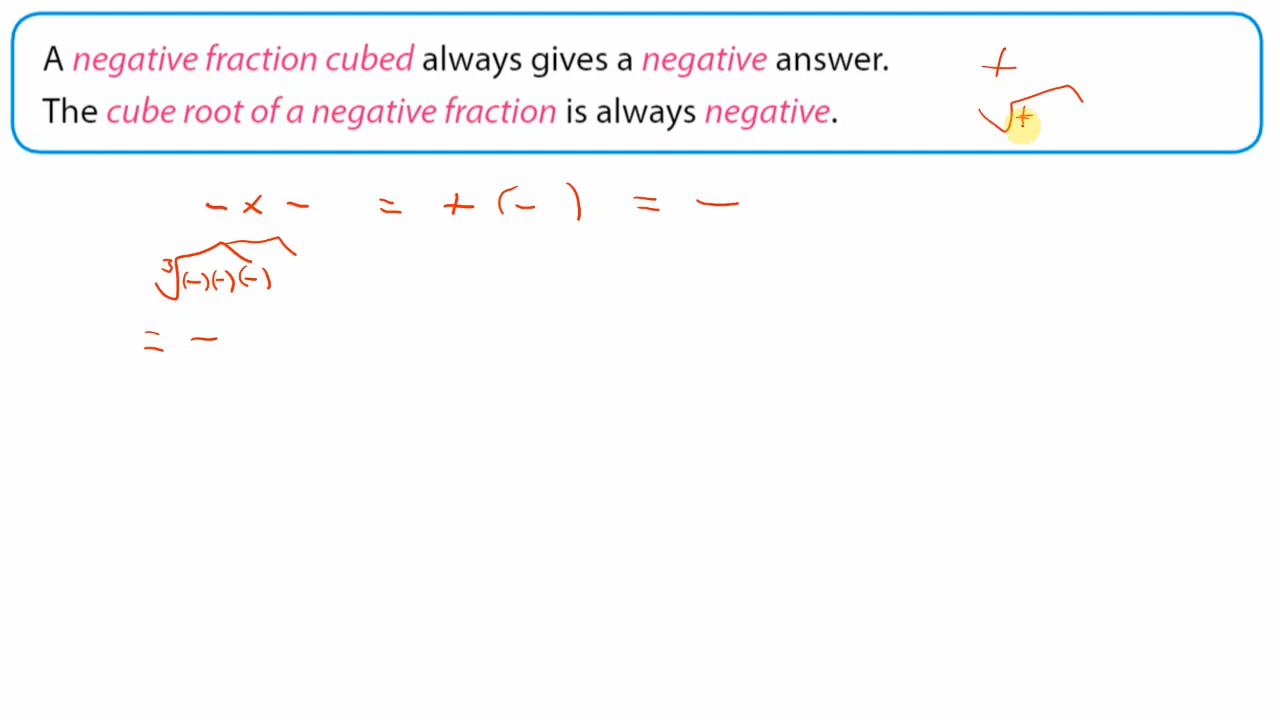 A negative fraction cubed always gives a negative answer.
The cube root of a negative fraction is always negative.
+
√+
- × - = + (- ) = -
∛(-)(-)(-)
= -